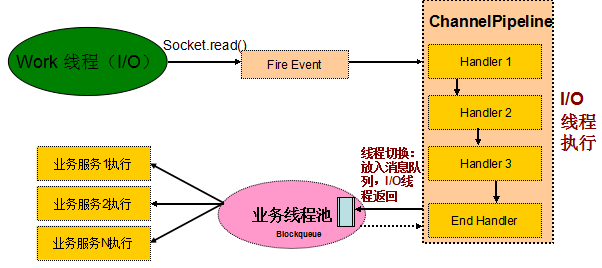 ChannelPipeline
Socket.read()
Work 线程（I/O）
Fire Event
Handler 1
Handler 2
Handler 3
End Handler
I/O
线程
执行
线程切换：
放入消息队
列，I/O线
程返回
业务服务1执行
业务服务2执行
业务服务N执行
业务线程池
Blockqueue